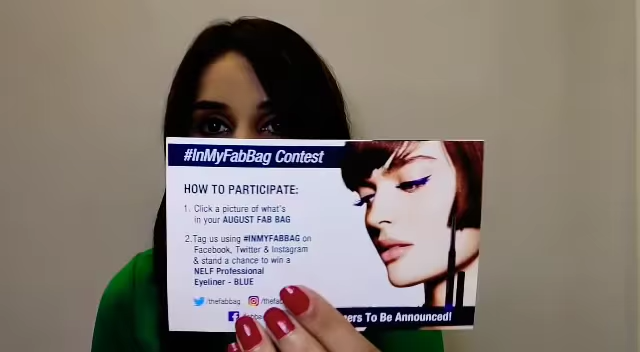 #InMyFabBag Contest
HOW TO PARTICIPATE:
1. Click a picture of what's
in your AUGUST FAB BAG
2.Tag us using #INMYFABBAG on
Facebook, Twitter & Instagram
& stand a chance to win a
NELF Professional
Eyeliner - BLUE
/thefabbag
To Be Announced!